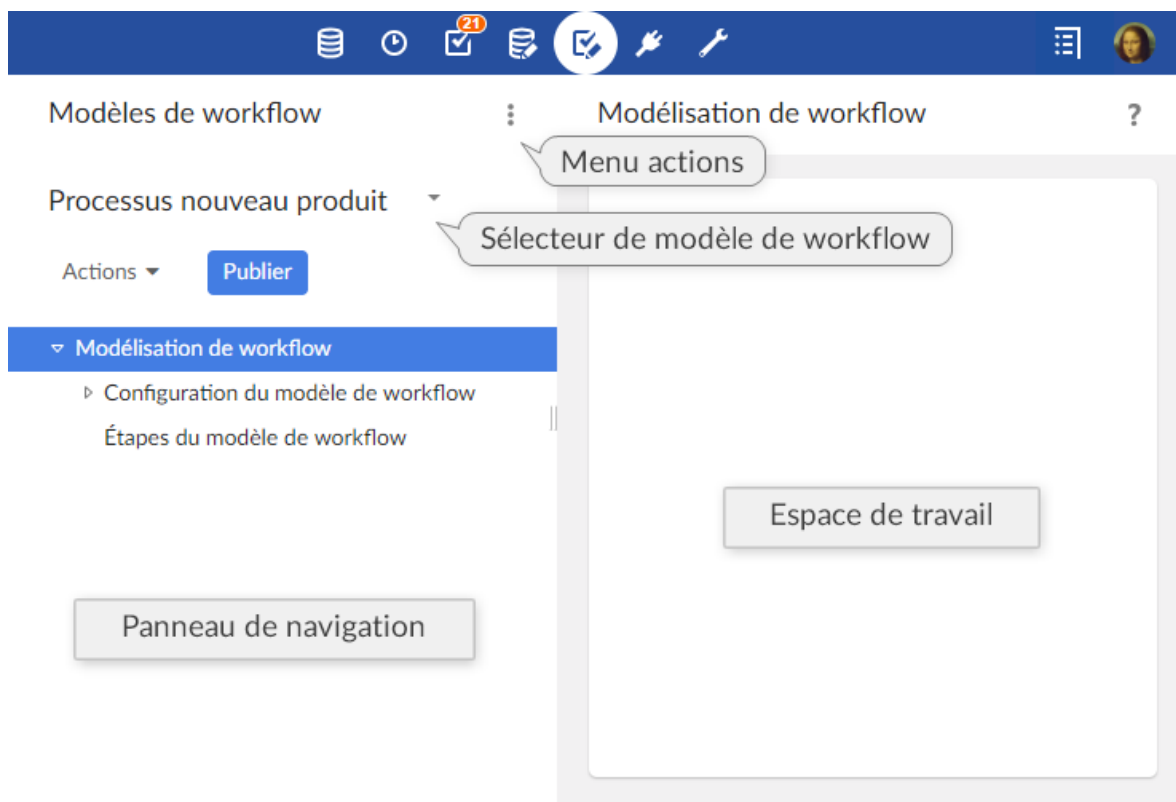 21
Modèles de workflow
Modélisation de workflow
?
Menu actions
Processus nouveau produit
Sélecteur de modèle de workflow
Actions
Publier
Modélisation de workflow
Configuration du modèle de workflow
Étapes du modèle de workflow
Espace de travail
Panneau de navigation